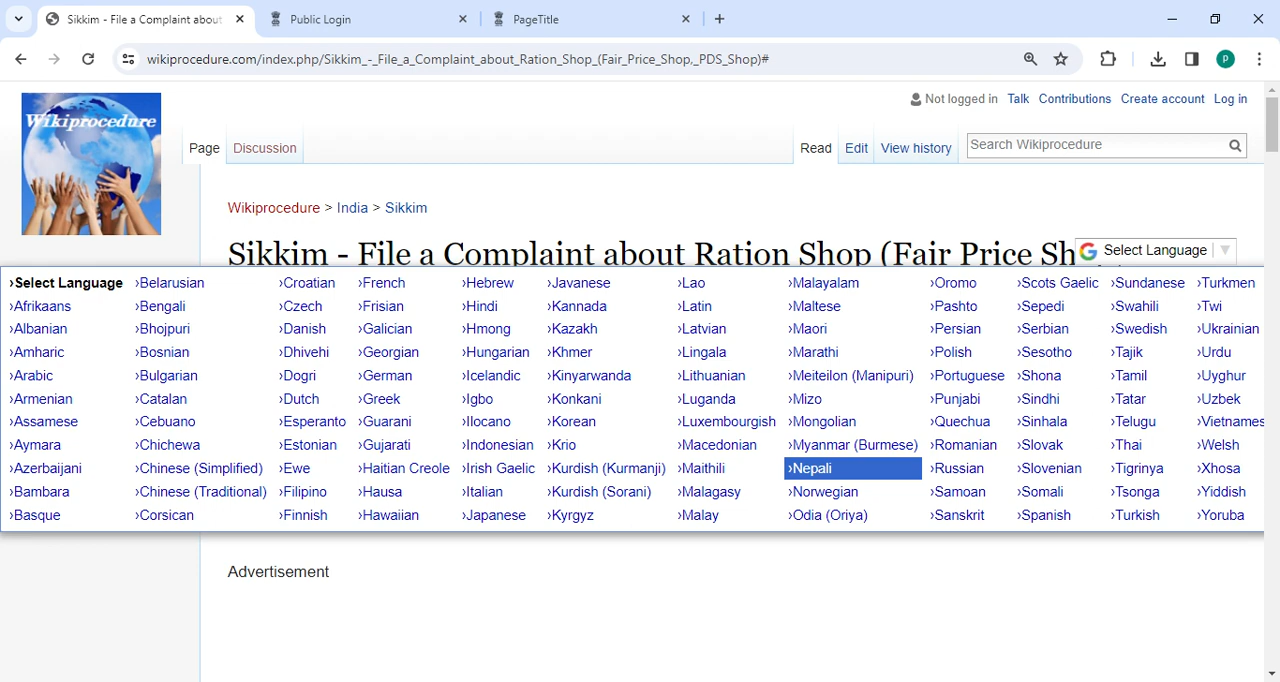 Sikkim - File a Complaint about
Public Login
PageTitle
wikiprocedure.com/index.php/Sikkim_-_File_a_Complaint_about_Ration_Shop_(Fair_Price_Shop,_PDS_Shop)#
P
Not logged in Talk Contributions Create account Log in
Wikiprocedure
Page Discussion Read Edit View history Search Wikiprocedure
Wikiprocedure > India > Sikkim
Sikkim - File a Complaint about Ration Shop (Fair Price Sh
G Select Language
›Select Language ›Belarusian ›Croatian ›French ›Hebrew ›Javanese ›Lao ›Malayalam ›Oromo ›Scots Gaelic ›Sundanese ›Turkmen
›Afrikaans ›Bengali ›Czech ›Frisian ›Hindi ›Kannada ›Latin ›Maltese ›Pashto ›Sepedi ›Swahili ›Twi
›Albanian ›Bhojpuri ›Danish ›Galician ›Hmong ›Kazakh ›Latvian ›Maori ›Persian ›Serbian ›Swedish ›Ukrainian
›Amharic ›Bosnian ›Dhivehi ›Georgian ›Hungarian ›Khmer ›Lingala ›Marathi ›Polish ›Sesotho ›Tajik ›Urdu
›Arabic ›Bulgarian ›Dogri ›German ›Icelandic ›Kinyarwanda ›Lithuanian ›Meiteilon (Manipuri) ›Portuguese ›Shona ›Tamil ›Uyghur
›Armenian ›Catalan ›Dutch ›Greek ›Igbo ›Konkani ›Luganda ›Mizo ›Punjabi ›Sindhi ›Tatar ›Uzbek
›Assamese ›Cebuano ›Esperanto ›Guarani ›Ilocano ›Korean ›Luxembourgish ›Mongolian ›Quechua ›Sinhala ›Telugu ›Vietnames
›Aymara ›Chichewa ›Estonian ›Gujarati ›Indonesian ›Krio ›Macedonian ›Myanmar (Burmese) ›Romanian ›Slovak ›Thai ›Welsh
›Azerbaijani ›Chinese (Simplified) ›Ewe ›Haitian Creole ›Irish Gaelic ›Kurdish (Kurmanji) ›Maithili ›Nepali ›Russian ›Slovenian ›Tigrinya ›Xhosa
›Bambara ›Chinese (Traditional) ›Filipino ›Hausa ›Italian ›Kurdish (Sorani) ›Malagasy ›Norwegian ›Samoan ›Somali ›Tsonga ›Yiddish
›Basque ›Corsican ›Finnish ›Hawaiian ›Japanese ›Kyrgyz ›Malay ›Odia (Oriya) ›Sanskrit ›Spanish ›Turkish ›Yoruba
Advertisement